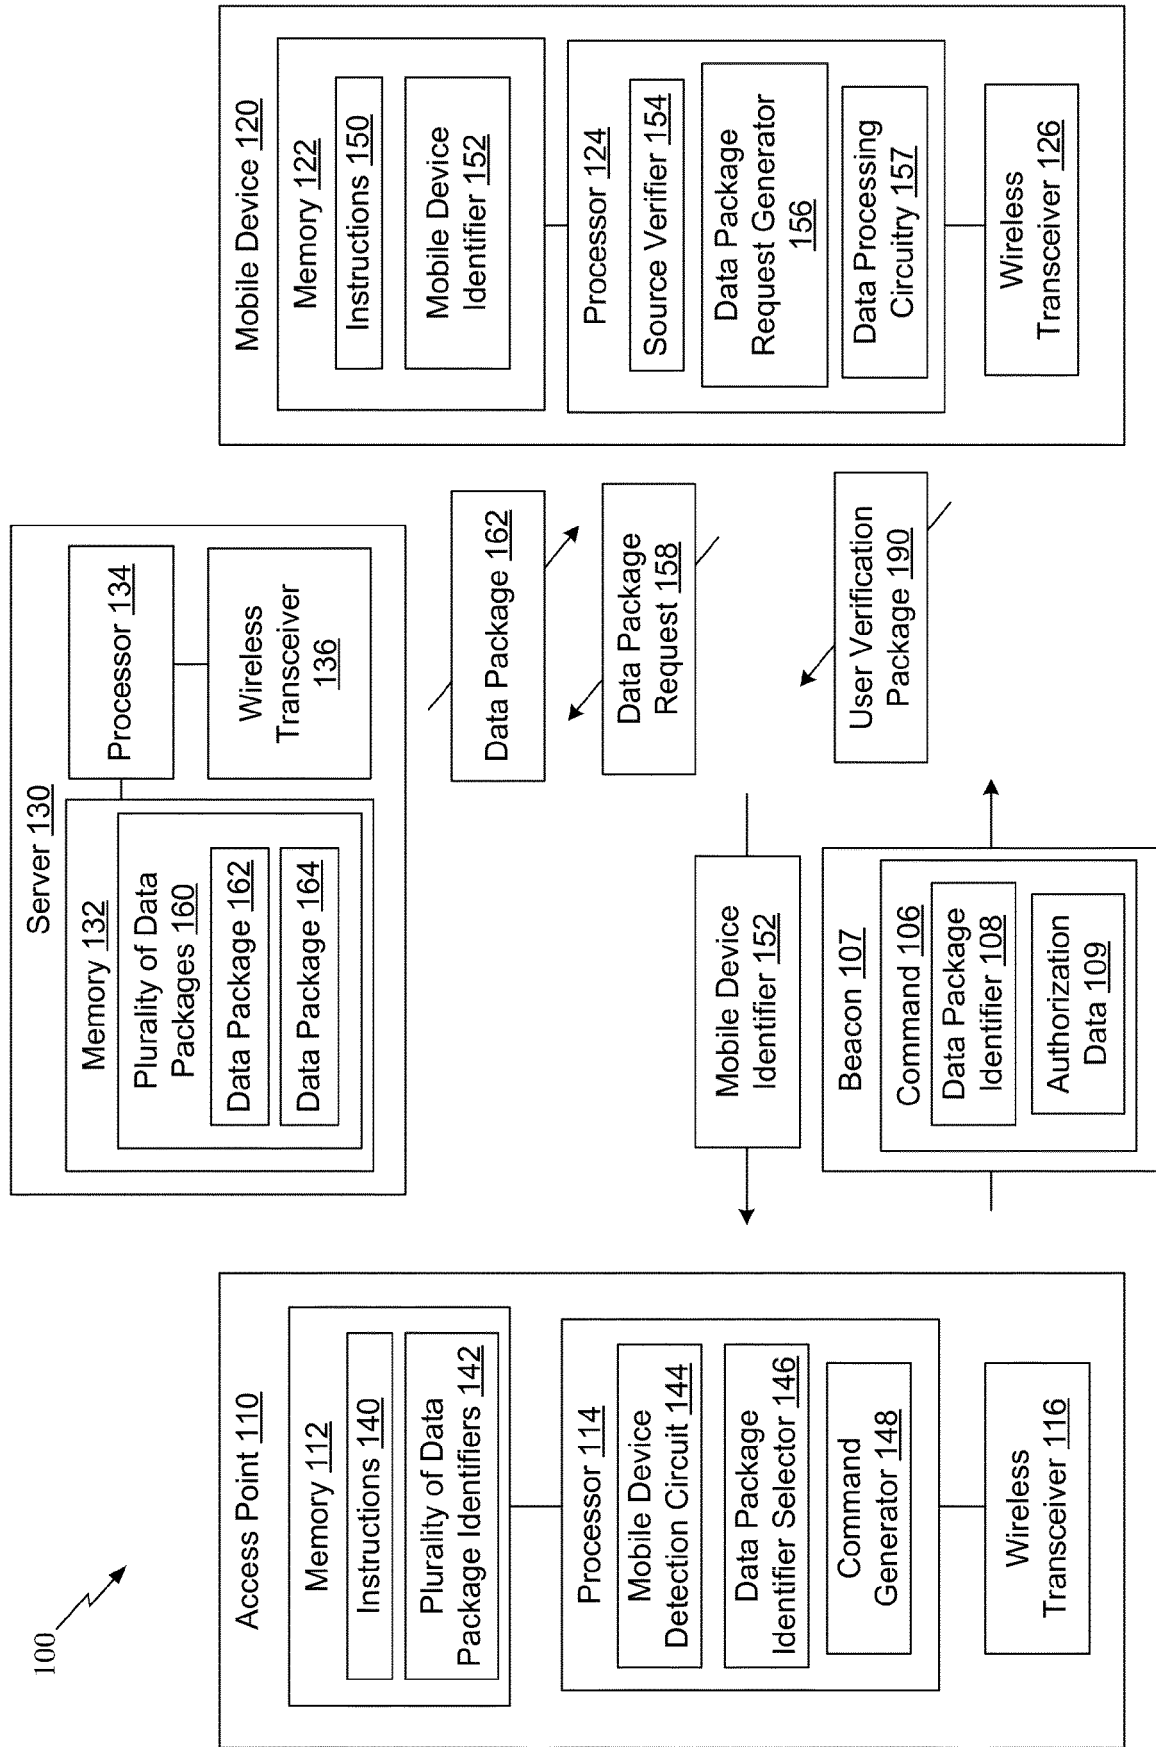 100
Access Point 110
Memory 112
Instructions 140
Plurality of Data
Package Identifiers 142
Processor 114
Mobile Device
Detection Circuit 144
Data Package
Identifier Selector 146
Command
Generator 148
Wireless
Transceiver 116
Server 130
Memory 132
Plurality of Data
Packages 160
Data Package 162
Data Package 164
Processor 134
Wireless
Transceiver
136
Data Package 162
Data Package
Request 158
Mobile Device
Identifier 152
User Verification
Package 190
Beacon 107
Command 106
Data Package
Identifier 108
Authorization
Data 109
Mobile Device 120
Memory 122
Instructions 150
Mobile Device
Identifier 152
Processor 124
Source Verifier 154
Data Package
Request Generator
156
Data Processing
Circuitry 157
Wireless
Transceiver 126